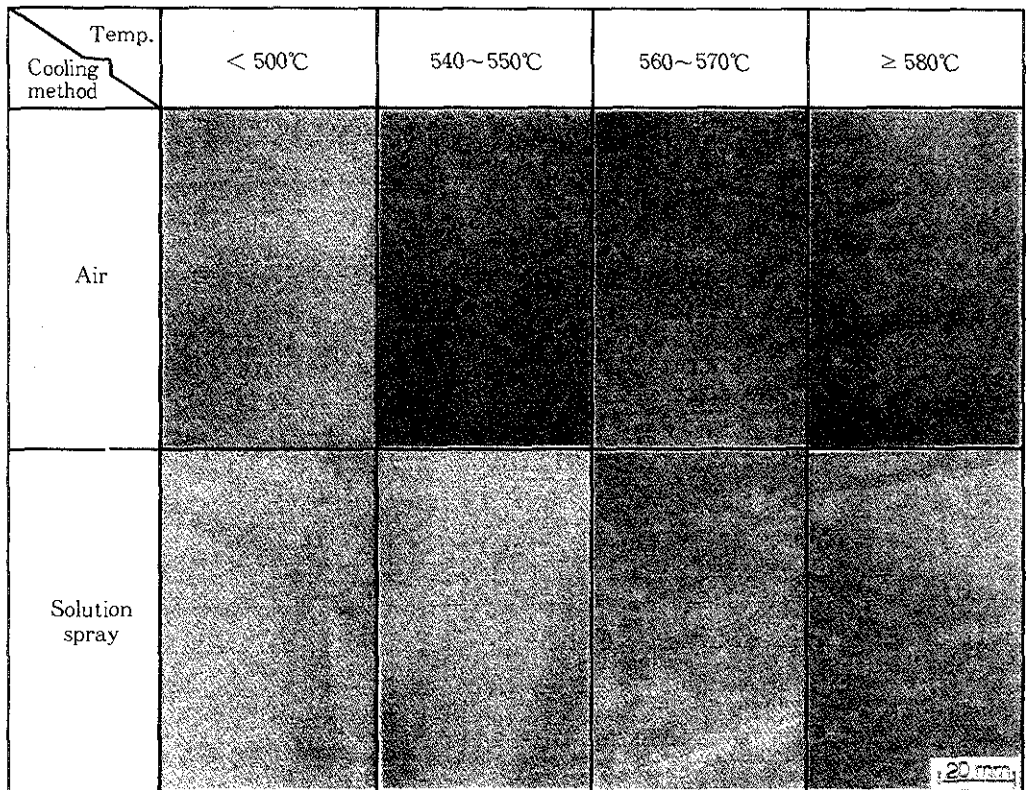 Temp.
Cooling
method
< 500℃
540~550℃
560~570℃
≥ 580℃
Air
Solution
spray
20 mm